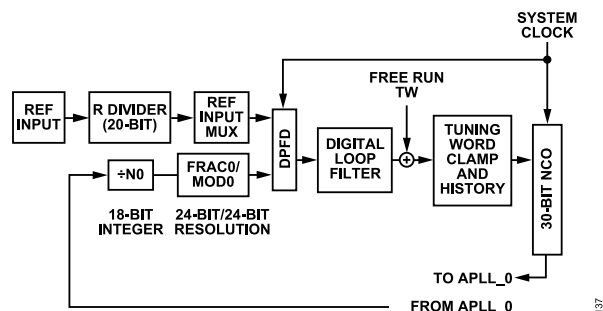 SYSTEM
CLOCK
FREE RUN
TW
REF
INPUT
R DIVIDER
(20-BIT)
REF
INPUT
MUX
DPFD
DIGITAL
LOOP
FILTER
+
TUNING
WORD
CLAMP
AND
HISTORY
30-BIT NCO
÷N0
FRAC0/
MOD0
18-BIT
INTEGER
24-BIT/24-BIT
RESOLUTION
TO APLL_0
FROM APLL_0
137